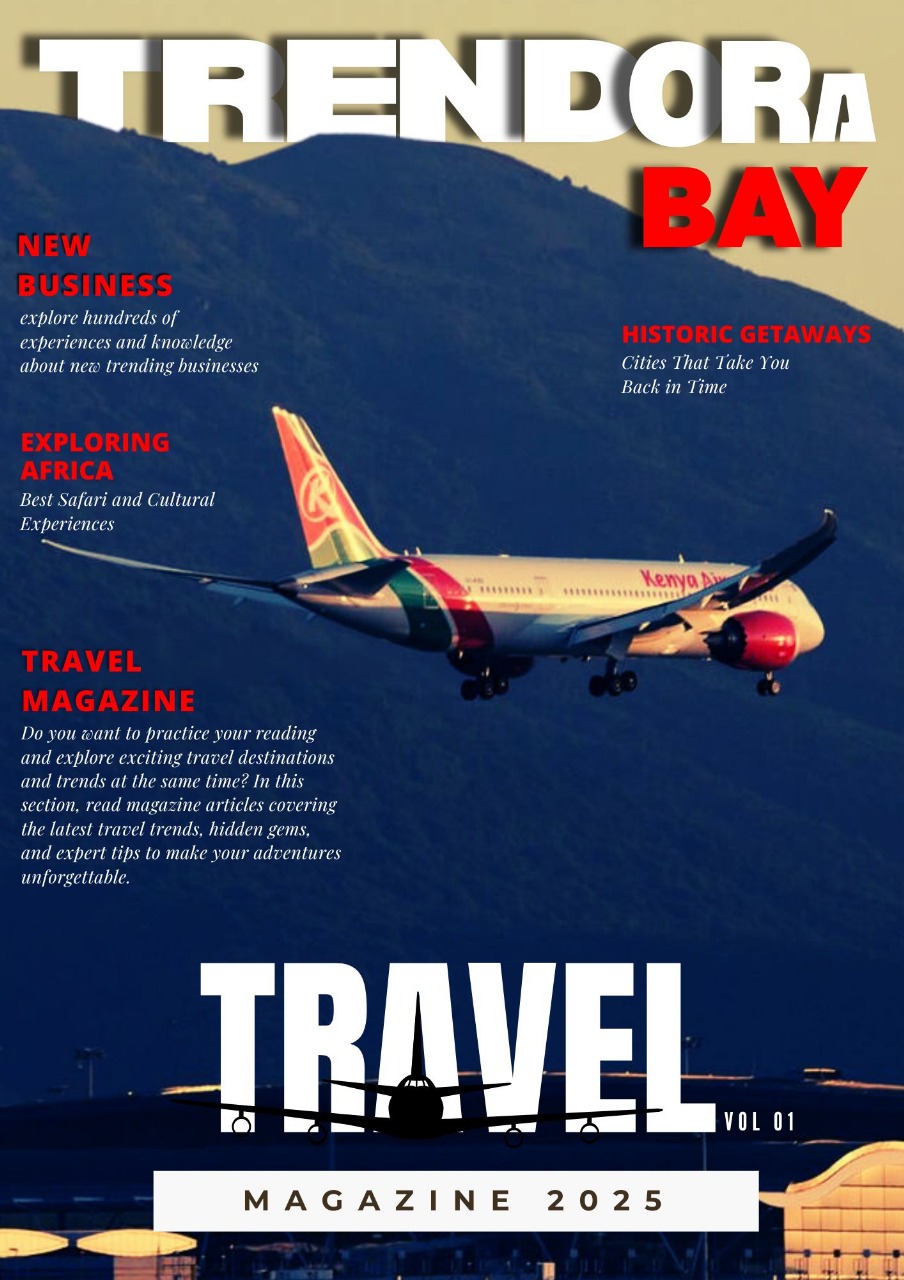 TRENDORA
BAY
NEW
BUSINESS
explore hundreds of
experiences and knowledge
about new trending businesses
HISTORIC GETAWAYS
Cities That Take You
Back in Time
EXPLORING
AFRICA
Best Safari and Cultural
Experiences
Kenya Air
TRAVEL
MAGAZINE
Do you want to practice your reading
and explore exciting travel destinations
and trends at the same time? In this
section, read magazine articles covering
the latest travel trends, hidden gems,
and expert tips to make your adventures
unforgettable.
TRAVEL
VOL 01
MAGAZINE 2025